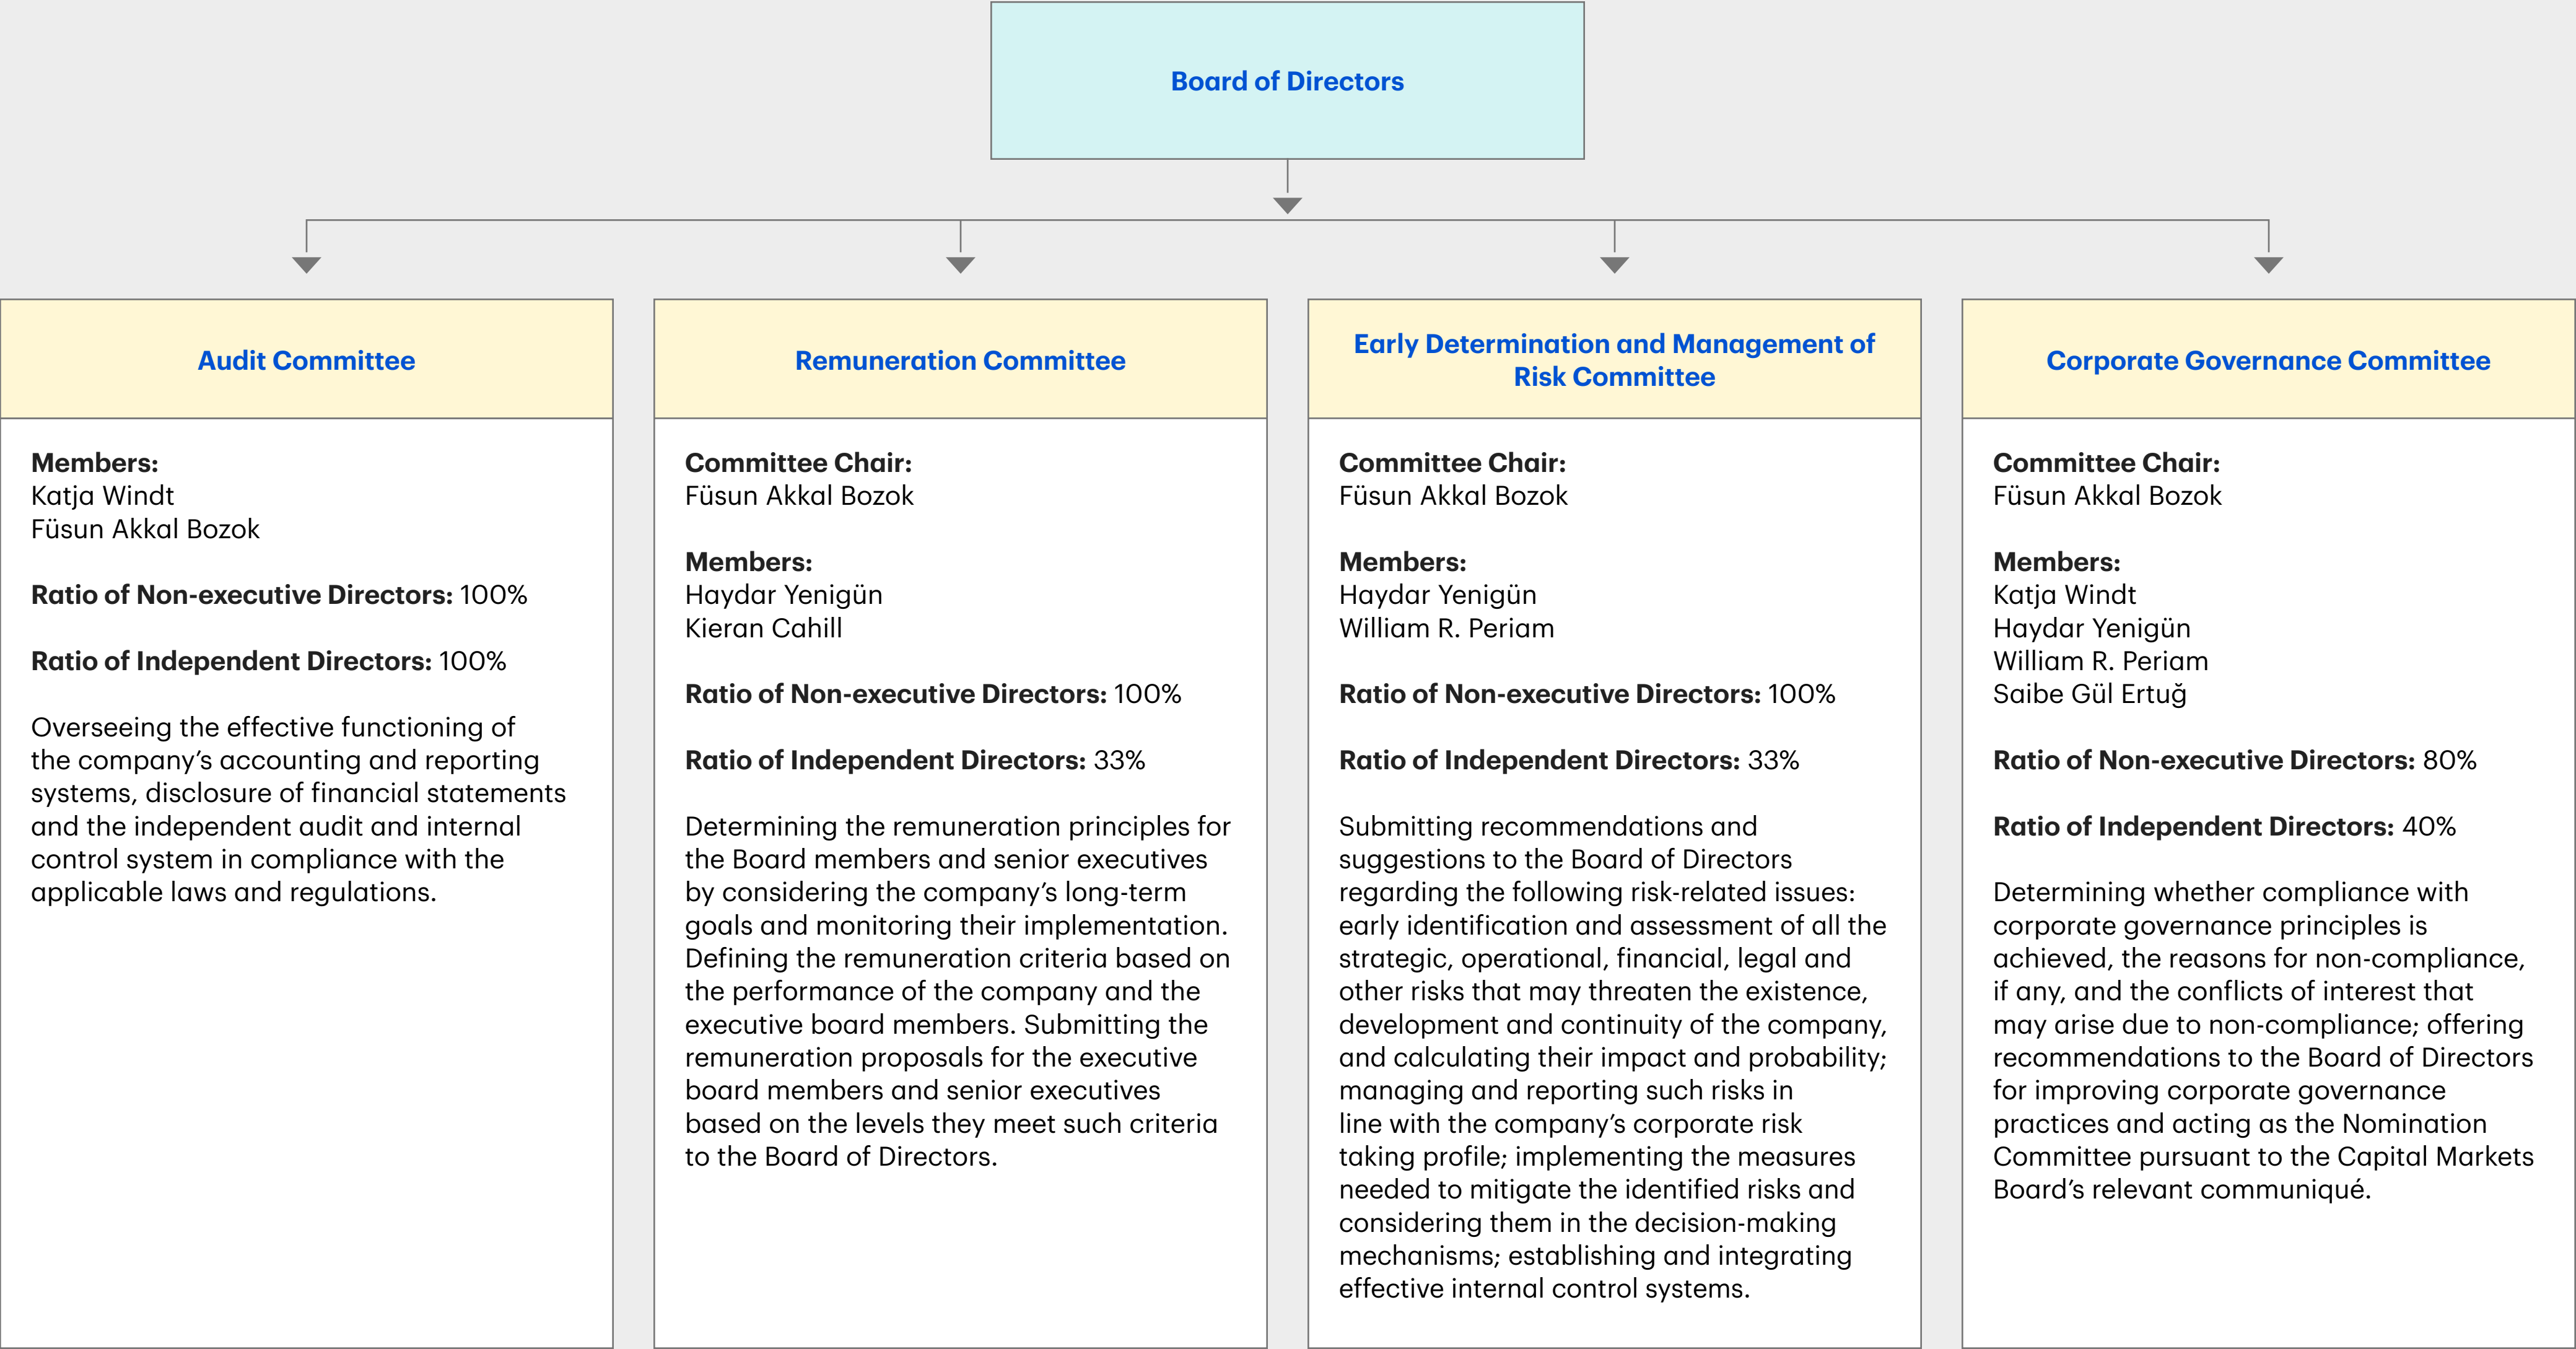 Board of Directors
Audit Committee
Members:
Katja Windt
Füsun Akkal Bozok
Ratio of Non-executive Directors: 100%
Ratio of Independent Directors: 100%
Overseeing the effective functioning of
the company’s accounting and reporting
systems, disclosure of financial statements
and the independent audit and internal
control system in compliance with the
applicable laws and regulations.
Remuneration Committee
Committee Chair:
Füsun Akkal Bozok
Members:
Haydar Yenigün
Kieran Cahill
Ratio of Non-executive Directors: 100%
Ratio of Independent Directors: 33%
Determining the remuneration principles for
the Board members and senior executives
by considering the company’s long-term
goals and monitoring their implementation.
Defining the remuneration criteria based on
the performance of the company and the
executive board members. Submitting the
remuneration proposals for the executive
board members and senior executives
based on the levels they meet such criteria
to the Board of Directors.
Early Determination and Management of
Risk Committee
Committee Chair:
Füsun Akkal Bozok
Members:
Haydar Yenigün
William R. Periam
Ratio of Non-executive Directors: 100%
Ratio of Independent Directors: 33%
Submitting recommendations and
suggestions to the Board of Directors
regarding the following risk-related issues:
early identification and assessment of all the
strategic, operational, financial, legal and
other risks that may threaten the existence,
development and continuity of the company,
and calculating their impact and probability;
managing and reporting such risks in
line with the company’s corporate risk
taking profile; implementing the measures
needed to mitigate the identified risks and
considering them in the decision-making
mechanisms; establishing and integrating
effective internal control systems.
Corporate Governance Committee
Committee Chair:
Füsun Akkal Bozok
Members:
Katja Windt
Haydar Yenigün
William R. Periam
Saibe Gül Ertuğ
Ratio of Non-executive Directors: 80%
Ratio of Independent Directors: 40%
Determining whether compliance with
corporate governance principles is
achieved, the reasons for non-compliance,
if any, and the conflicts of interest that
may arise due to non-compliance; offering
recommendations to the Board of Directors
for improving corporate governance
practices and acting as the Nomination
Committee pursuant to the Capital Markets
Board’s relevant communiqué.